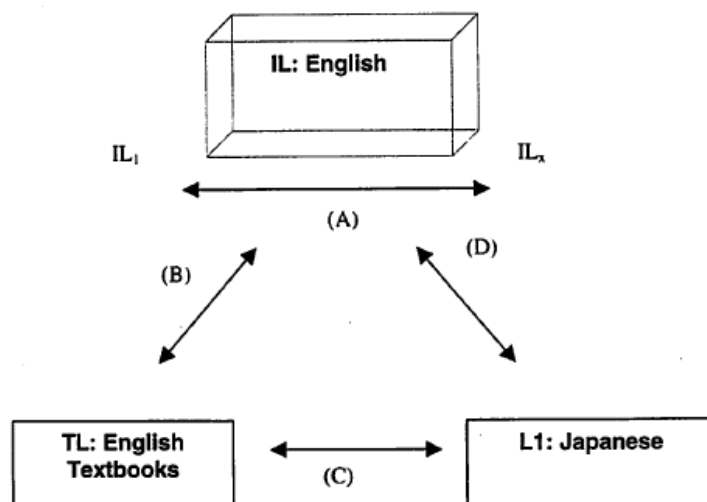 IL: English
IL₁
ILₓ
(A)
(B)
(D)
TL: English
Textbooks
(C)
L1: Japanese